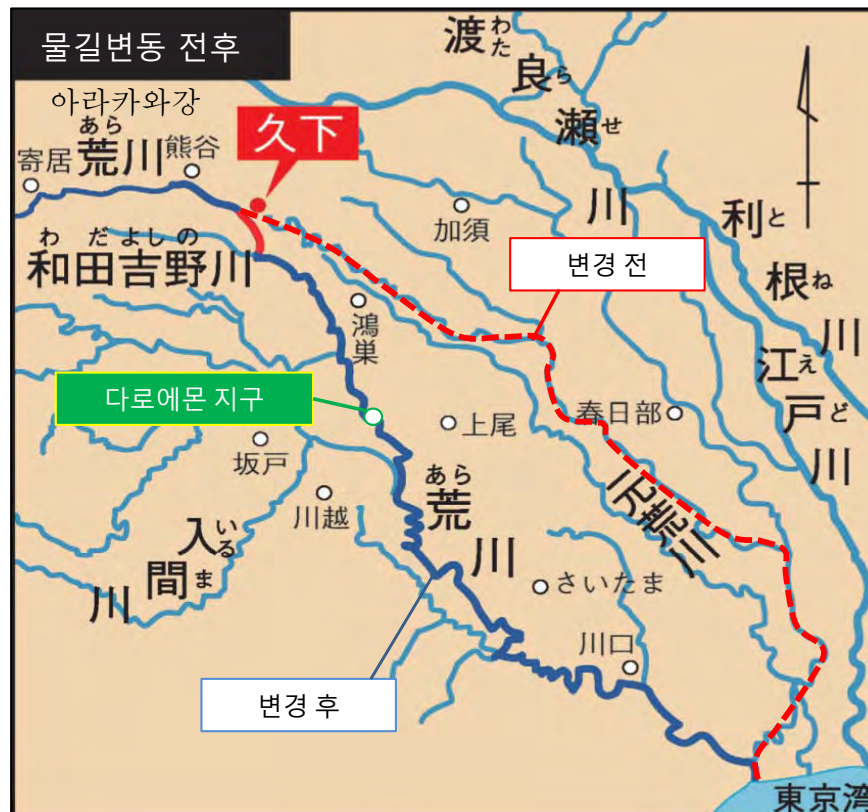 물길변동 전후
아라카와강
あら
荒川
寄居
熊谷
久下
わ だ よし の
和田吉野川
わた
渡
ら
良
せ
瀬
川
と
利
ね
根
川
え
江
ど
戸
川
加須
변경 전
鴻巣
다로에몬 지구
上尾
春日部
坂戸
川越
あら
荒
川
元荒川
いる
入
ま
間
川
さいたま
川口
변경 후
東京湾